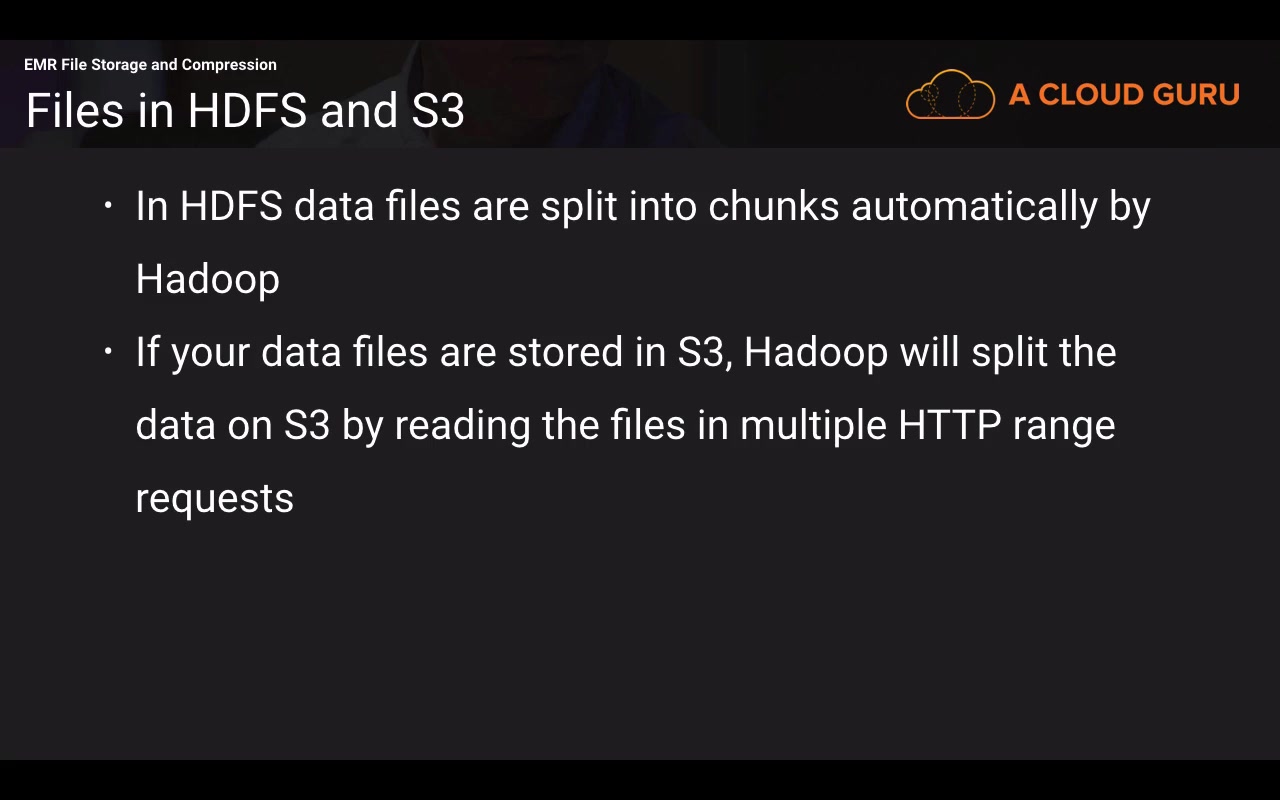 EMR File Storage and Compression
Files in HDFS and S3
A CLOUD GURU
• In HDFS data files are split into chunks automatically by
Hadoop
• If your data files are stored in S3, Hadoop will split the
data on S3 by reading the files in multiple HTTP range
requests